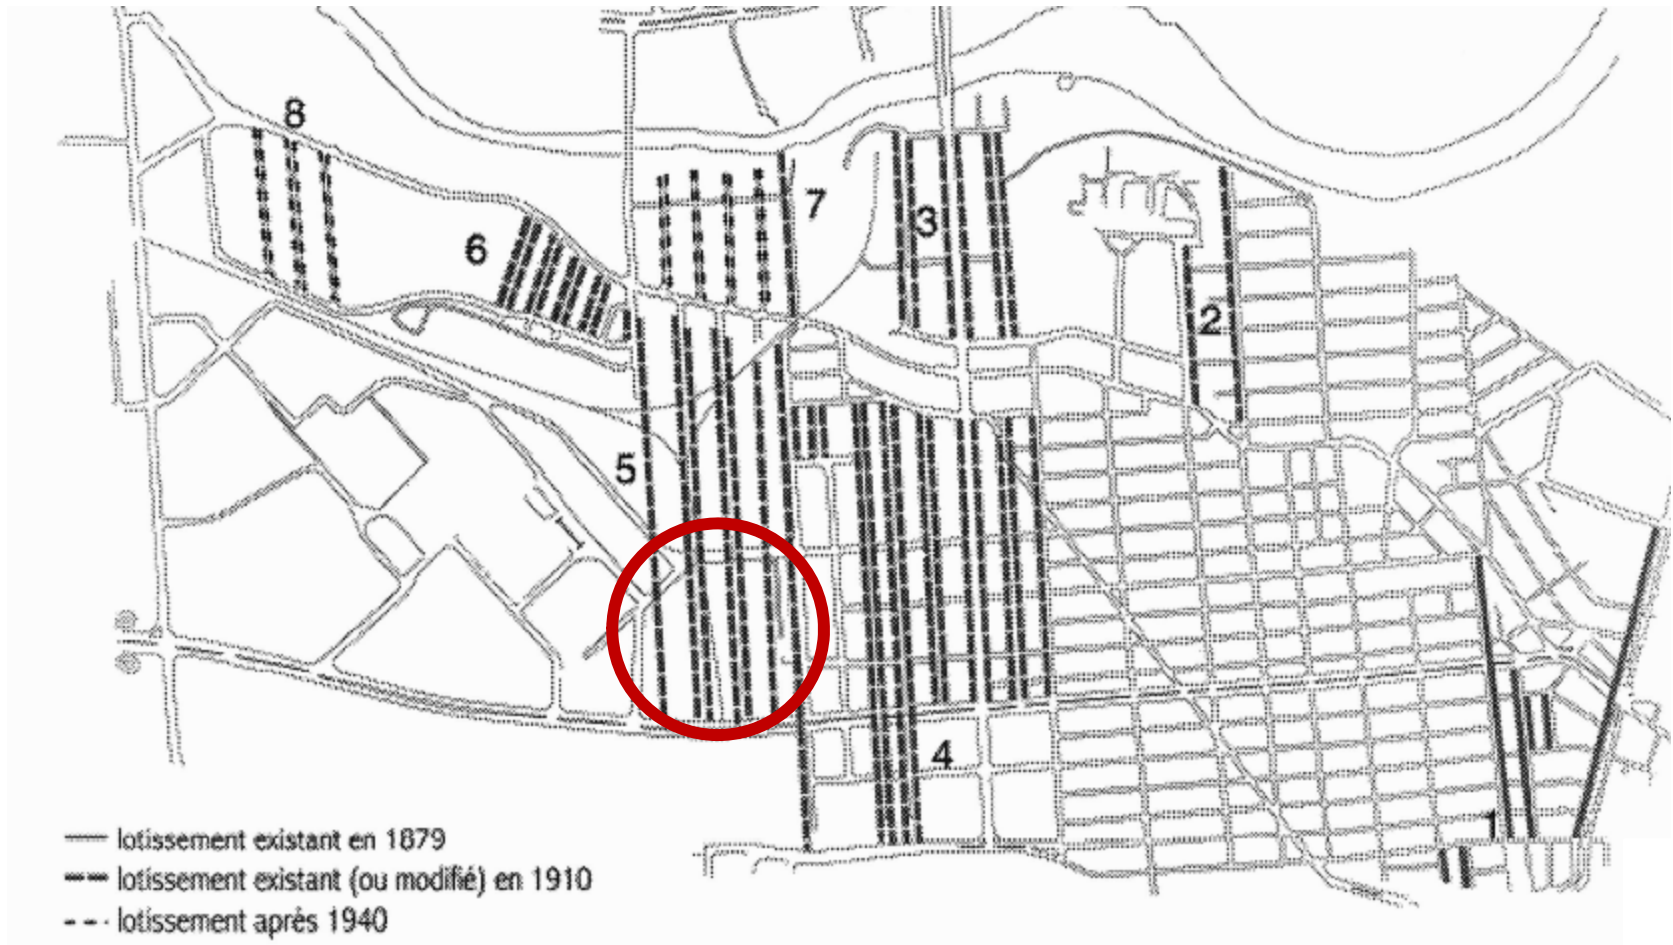 8
7
3
6
2
5
4
1
lotissement existant en 1879
lotissement existant (ou modifié) en 1910
lotissement après 1940